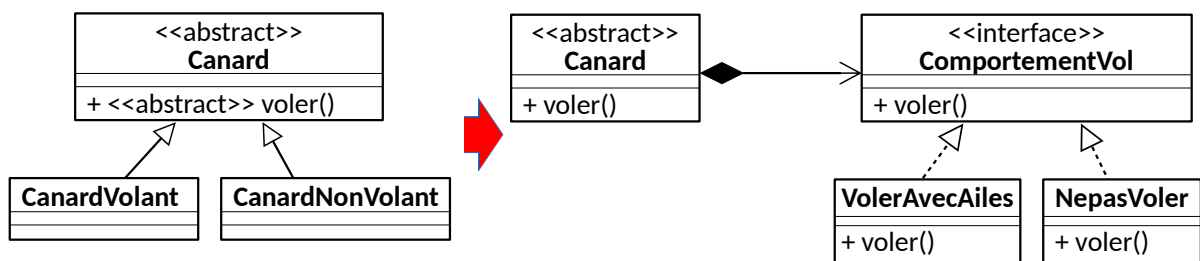 <<abstract>>
Canard
+ <<abstract>> voler()
CanardVolant
CanardNonVolant
<<abstract>>
Canard
+ voler()
<<interface>>
ComportementVol
+ voler()
VolerAvecAiles
+ voler()
NepasVoler
+ voler()